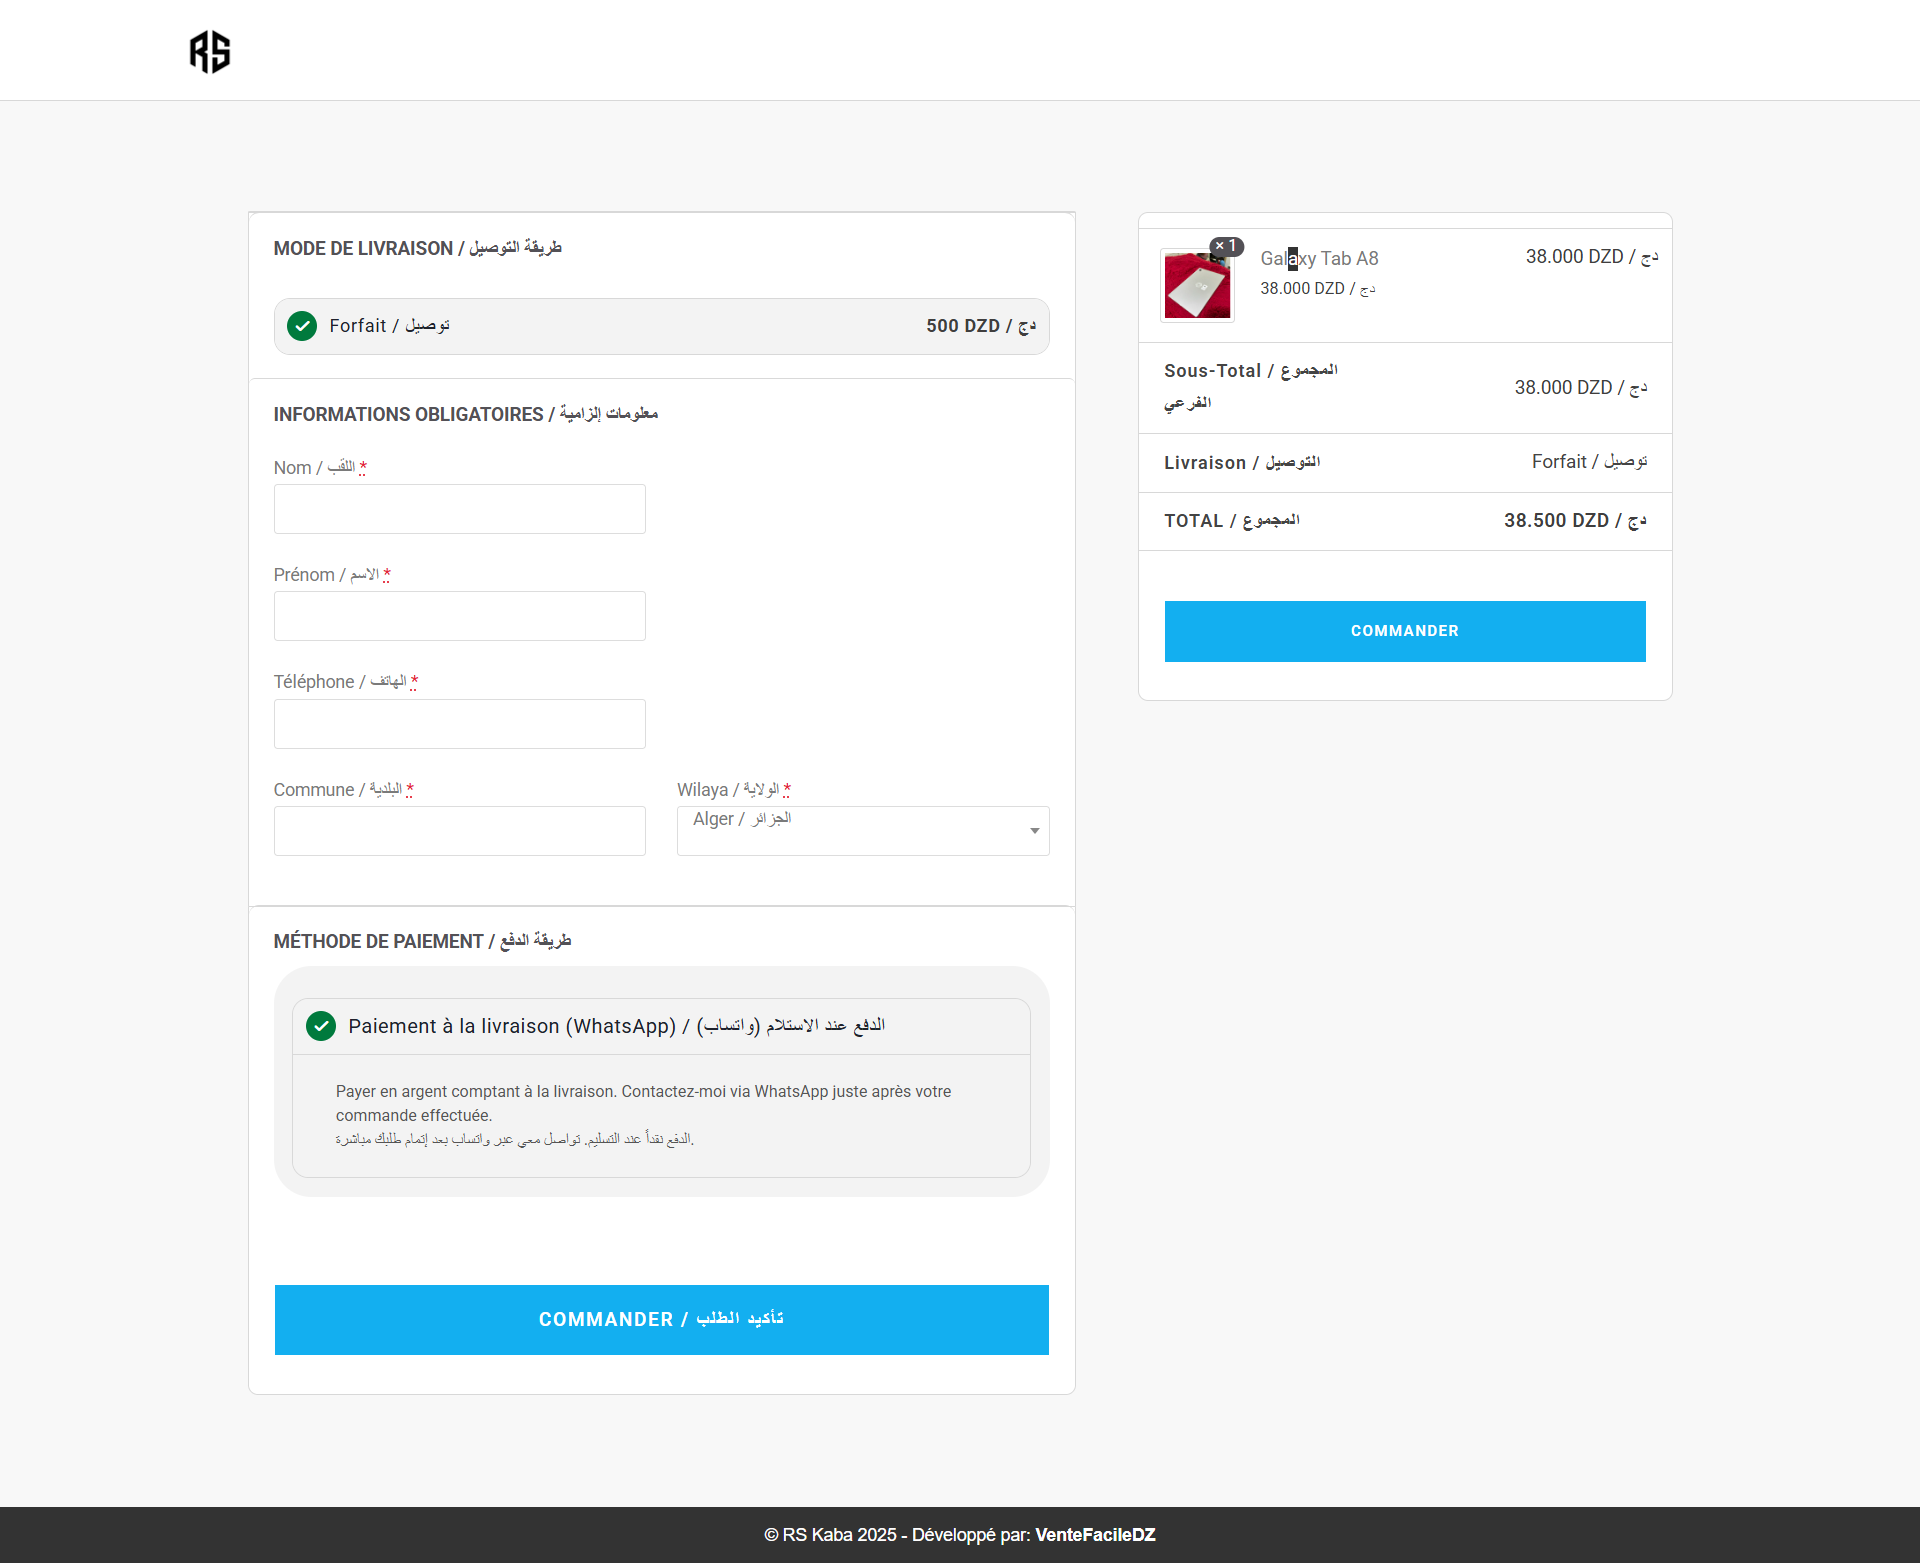 RS
MODE DE LIVRAISON / طريقة التوصيل
Forfait / توصيل
500 DZD / دج
INFORMATIONS OBLIGATOIRES / معلومات إلزامية
Nom / اللقب *
Prénom / الاسم *
Téléphone / الهاتف *
Commune / البلدية *
Wilaya / الولاية *
Alger / الجزائر
MÉTHODE DE PAIEMENT / طريقة الدفع
Paiement à la livraison (WhatsApp) / الدفع عند الاستلام (واتساب)
Payer en argent comptant à la livraison. Contactez-moi via WhatsApp juste après votre
commande effectuée.
الدفع نقداً عند التسليم. تواصل معي عبر واتساب بعد إتمام طلبك مباشرة.
COMMANDER / تأكيد الطلب
× 1
Galaxy Tab A8
38.000 DZD / دج
38.000 DZD / دج
Sous-Total / المجموع
الفرعي
38.000 DZD / دج
Livraison / التوصيل
Forfait / توصيل
TOTAL / المجموع
38.500 DZD / دج
COMMANDER
© RS Kaba 2025 - Développé par: VenteFacileDZ